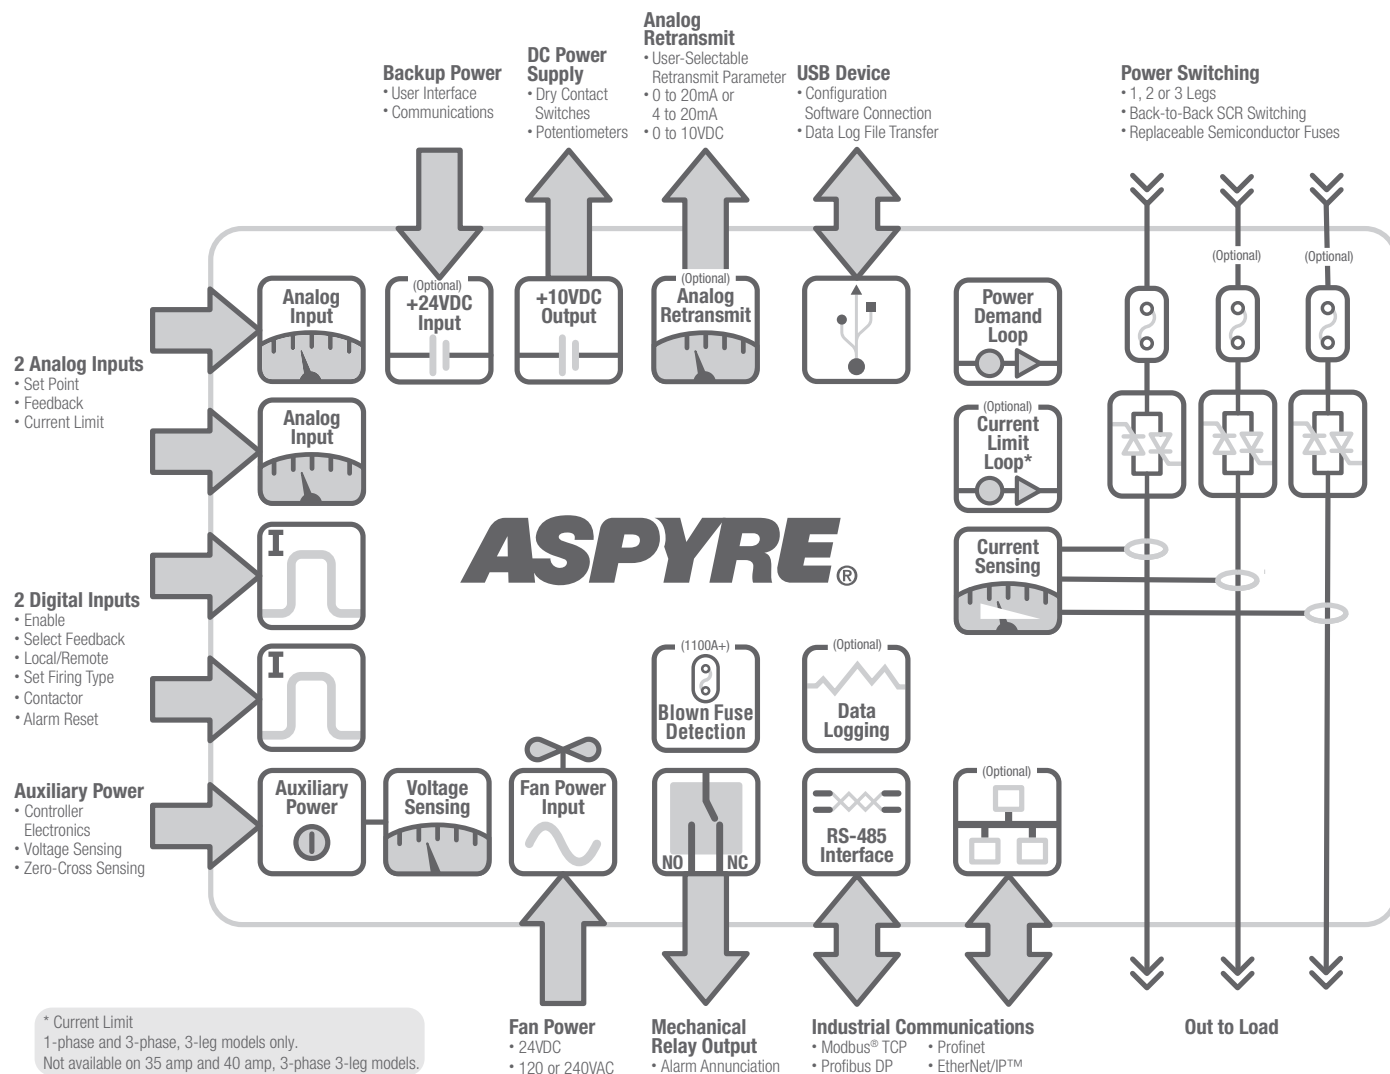 Analog
Retransmit
• User-Selectable
Retransmit Parameter
• 0 to 20mA or
4 to 20mA
• 0 to 10VDC
DC Power
Supply
• Dry Contact
Switches
• Potentiometers
Backup Power
• User Interface
• Communications
USB Device
• Configuration
Software Connection
• Data Log File Transfer
Power Switching
• 1, 2 or 3 Legs
• Back-to-Back SCR Switching
• Replaceable Semiconductor Fuses
(Optional)
(Optional)
2 Analog Inputs
• Set Point
• Feedback
• Current Limit
Analog
Input
(Optional)
+24VDC
Input
+10VDC
Output
(Optional)
Analog
Retransmit
Power
Demand
Loop
Analog
Input
(Optional)
Current
Limit
Loop*
ASPYRE®
Current
Sensing
2 Digital Inputs
• Enable
• Select Feedback
• Local/Remote
• Set Firing Type
• Contactor
• Alarm Reset
I
I
(1100A+)
Blown Fuse
Detection
(Optional)
Data
Logging
Auxiliary Power
• Controller
Electronics
• Voltage Sensing
• Zero-Cross Sensing
Auxiliary
Power
Voltage
Sensing
Fan Power
Input
NO
NC
RS-485
Interface
(Optional)
* Current Limit
1-phase and 3-phase, 3-leg models only.
Not available on 35 amp and 40 amp, 3-phase 3-leg models.
Fan Power
• 24VDC
• 120 or 240VAC
Mechanical
Relay Output
• Alarm Annunciation
Industrial Communications
• Modbus® TCP
• Profibus DP
• Profinet
• EtherNet/IP™
Out to Load